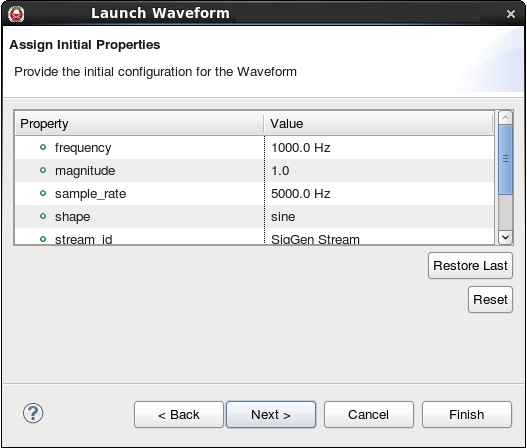 Launch Waveform
Assign Initial Properties
Provide the initial configuration for the Waveform
Property Value
frequency 1000.0 Hz
magnitude 1.0
sample_rate 5000.0 Hz
shape sine
stream_id SigGen Stream
Restore Last
Reset
? < Back Next > Cancel Finish